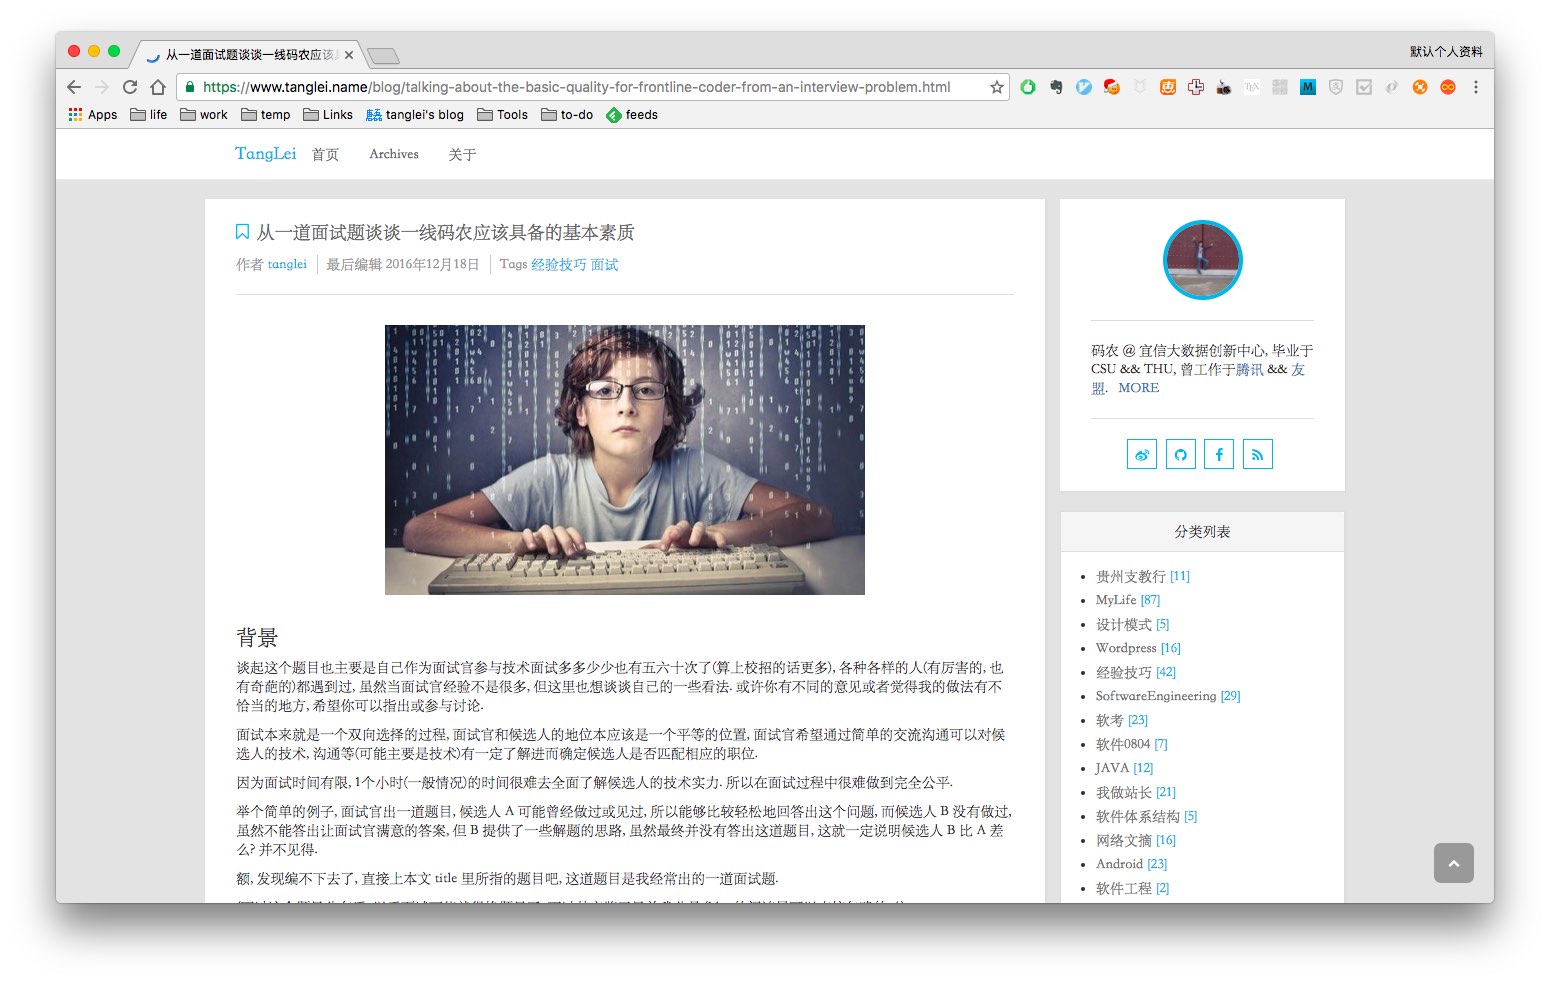 从一道面试题谈谈一线码农应该
默认个人资料
https://www.tanglei.name/blog/talking-about-the-basic-quality-for-frontline-coder-from-an-interview-problem.html
Apps life work temp Links tanglei's blog Tools to-do feeds
TangLei 首页 Archives 关于
从一道面试题谈谈一线码农应该具备的基本素质
作者 tanglei 最后编辑 2016年12月18日 Tags 经验技巧 面试
背景
谈起这个题目也主要是自己作为面试官参与技术面试多多少少也有五六十次了(算上校招的话更多), 各种各样的人(有厉害的, 也
有奇葩的)都遇到过, 虽然当面试官经验不是很多, 但这里也想谈谈自己的一些看法. 或许你有不同的意见或者觉得我的做法有不
恰当的地方, 希望你可以指出或参与讨论.
面试本来就是一个双向选择的过程, 面试官和候选人的地位本应该是一个平等的位置, 面试官希望通过简单的交流沟通可以对候
选人的技术, 沟通等(可能主要是技术)有一定了解进而确定候选人是否匹配相应的职位.
因为面试时间有限, 1个小时(一般情况)的时间很难去全面了解候选人的技术实力. 所以在面试过程中很难做到完全公平.
举个简单的例子, 面试官出一道题目, 候选人 A 可能曾经做过或见过, 所以能够比较轻松地回答出这个问题, 而候选人 B 没有做过,
虽然不能答出让面试官满意的答案, 但 B 提供了一些解题的思路, 虽然最终并没有答出这道题目, 这就一定说明候选人 B 比 A 差
么? 并不见得.
额, 发现编不下去了, 直接上本文 title 里所指的题目吧, 这道题目是我经常出的一道面试题.
码农 @ 宜信大数据创新中心, 毕业于
CSU && THU, 曾工作于腾讯 && 友
盟. MORE
分类列表
贵州支教行 [11]
MyLife [87]
设计模式 [5]
Wordpress [16]
经验技巧 [42]
SoftwareEngineering [29]
软考 [23]
软件0804 [7]
JAVA [12]
我做站长 [21]
软件体系结构 [5]
网络文摘 [16]
Android [23]
软件工程 [2]